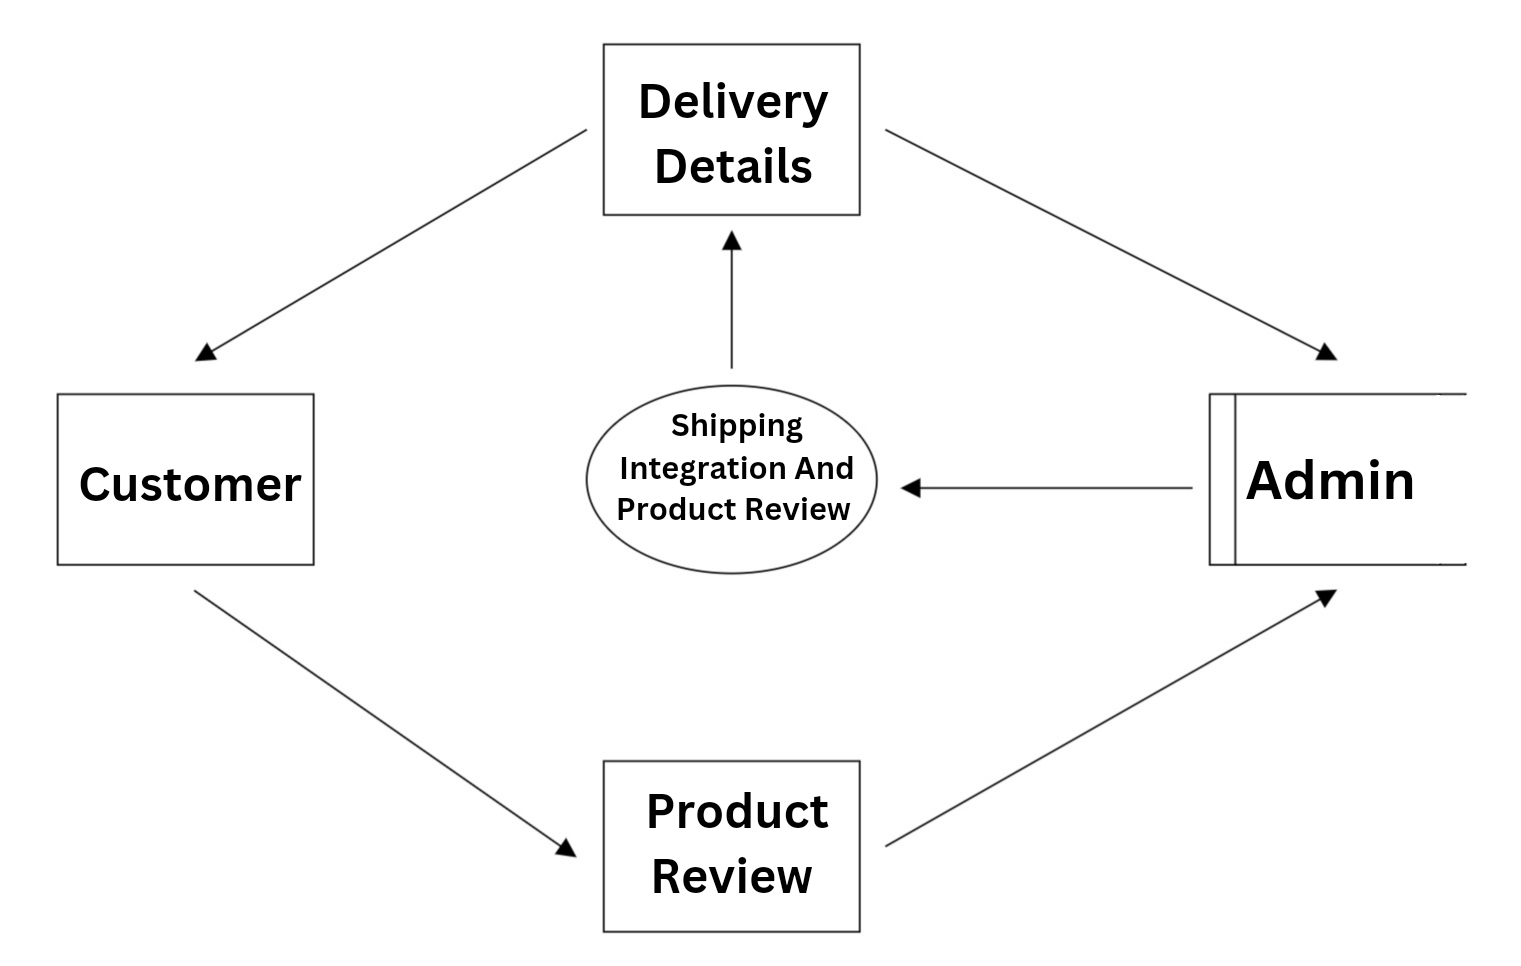 Delivery
Details
Customer
Shipping
Integration And
Product Review
Admin
Product
Review